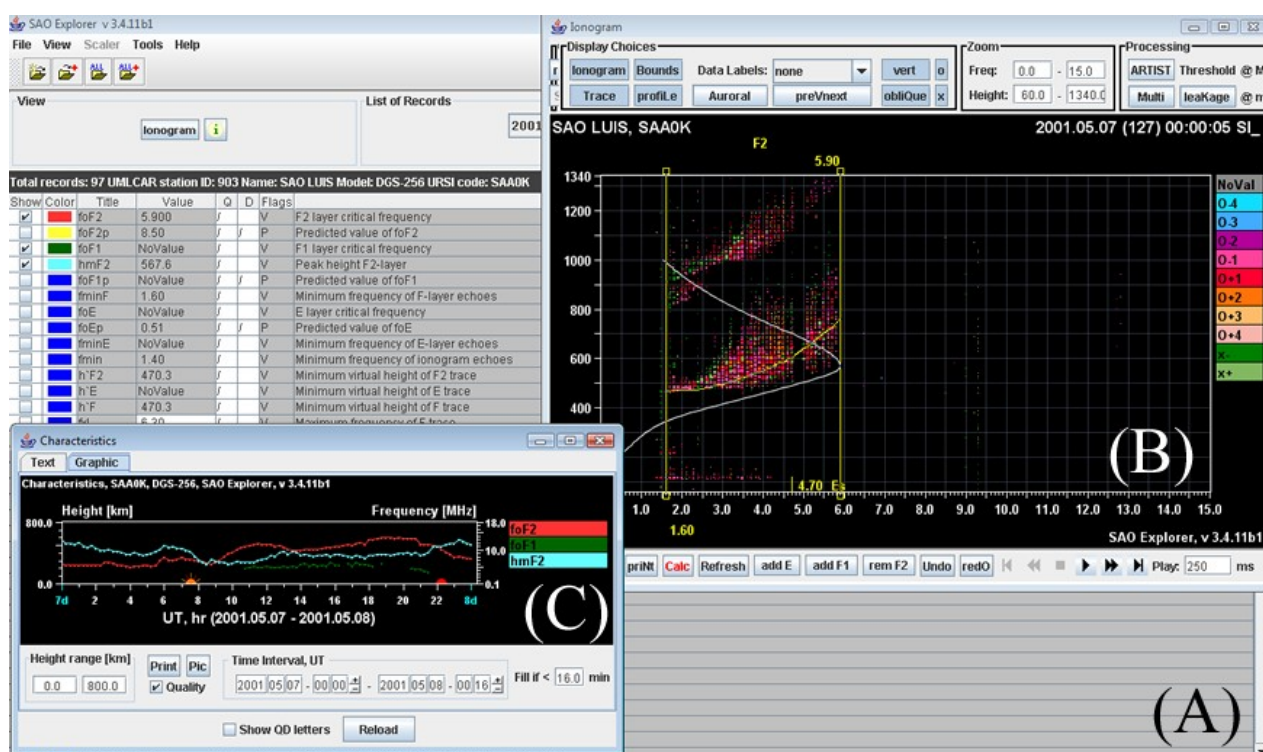 SAO Explorer v 3.4.11b1
File View Scaler Tools Help
View
List of Records
Ionogram i
2001
Total records: 97 UMLCAR station ID: 903 Name: SAO LUIS Model: DGS-256 URSI code: SAA0K
Show Color Title Value Q D Flags
foF2 5.900 / V F2 layer critical frequency
foF2p 8.50 / / P Predicted value of foF2
foF1 NoValue / V F1 layer critical frequency
hmF2 567.6 / V Peak height F2-layer
foF1p NoValue / / P Predicted value of foF1
fminF 1.60 / V Minimum frequency of F-layer echoes
foE NoValue / V E layer critical frequency
foEp 0.51 / / P Predicted value of foE
fminE NoValue / V Minimum frequency of E-layer echoes
fmin 1.40 / V Minimum frequency of ionogram echoes
h`F2 470.3 / V Minimum virtual height of F2 trace
h`E NoValue / V Minimum virtual height of E trace
h`F 470.3 / V Minimum virtual height of F trace
6.20 / V Maximum frequency of F trace
Ionogram
Display Choices
Ionogram Bounds Data Labels: none vert o
Trace profiLe Auroral preVnext obliQue x
Zoom
Freq: 0.0 - 15.0
Height: 60.0 - 1340.0
Processing
ARTIST Threshold @ M
Multi leaKage @ m
SAO LUIS, SAA0K
2001.05.07 (127) 00:00:05 SI_
F2
5.90
1340
1200
1000
800
600
400
NoVal
O-4
O-3
O-2
O-1
O+1
O+2
O+3
O+4
x-
x+
(B)
4.70 Es
1.0 2.0 3.0 4.0 5.0 6.0 7.0 8.0 9.0 10.0 11.0 12.0 13.0 14.0 15.0
1.60
SAO Explorer, v 3.4.11b1
priNt Calc Refresh add E add F1 rem F2 Undo redO Play: 250 ms
Characteristics
Text Graphic
Characteristics, SAA0K, DGS-256, SAO Explorer, v 3.4.11b1
Height [km]
Frequency [MHz]
800.0
0.0
18.0
10.0
0.1
foF2
foF1
hmF2
7d 2 4 6 8 10 12 14 16 18 20 22 8d
UT, hr (2001.05.07 - 2001.05.08)
(C)
Height range [km]
0.0 800.0
Print Pic
Quality
Time Interval, UT
2001 05 07 - 00 00 - 2001 05 08 - 00 16
Fill if < 16.0 min
Show QD letters Reload
(A)